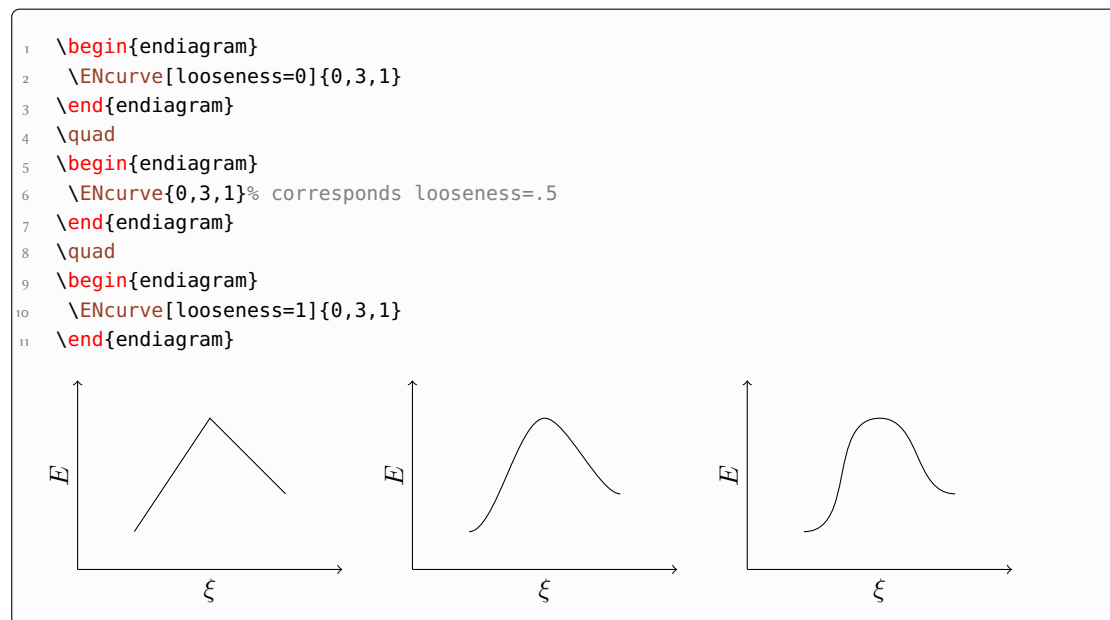 1 \begin{endiagram}
2 \ENcurve[looseness=0]{0,3,1}
3 \end{endiagram}
4 \quad
5 \begin{endiagram}
6 \ENcurve{0,3,1}% corresponds looseness=.5
7 \end{endiagram}
8 \quad
9 \begin{endiagram}
10 \ENcurve[looseness=1]{0,3,1}
11 \end{endiagram}
E E E
ξ ξ ξ